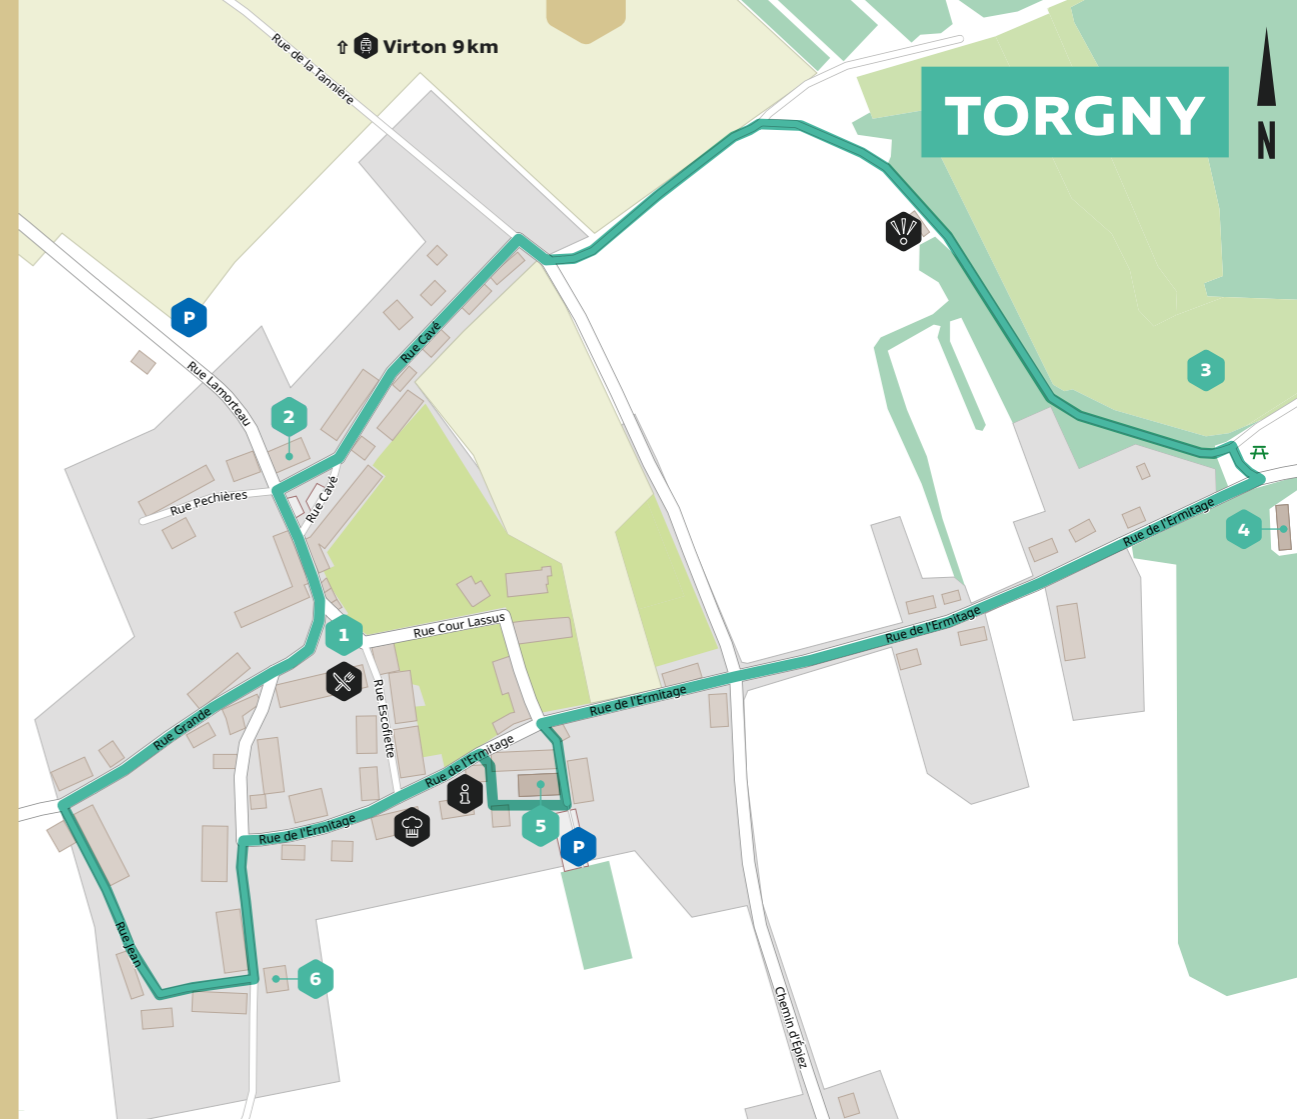 Rue de la Tannière
⇧ Virton 9 km
TORGNY
N
P
Rue Lamorteau
Rue Cavé
3
2
Rue Pechières
Rue Cavé
Rue de l'Ermitage
4
1
Rue Cour Lassus
Rue de l'Ermitage
Rue Escofiette
Rue de l'Ermitage
Rue Grande
Rue de l'Ermitage
i
Rue de l'Ermitage
5
P
Rue Jean
6
Chemin d'Épiez